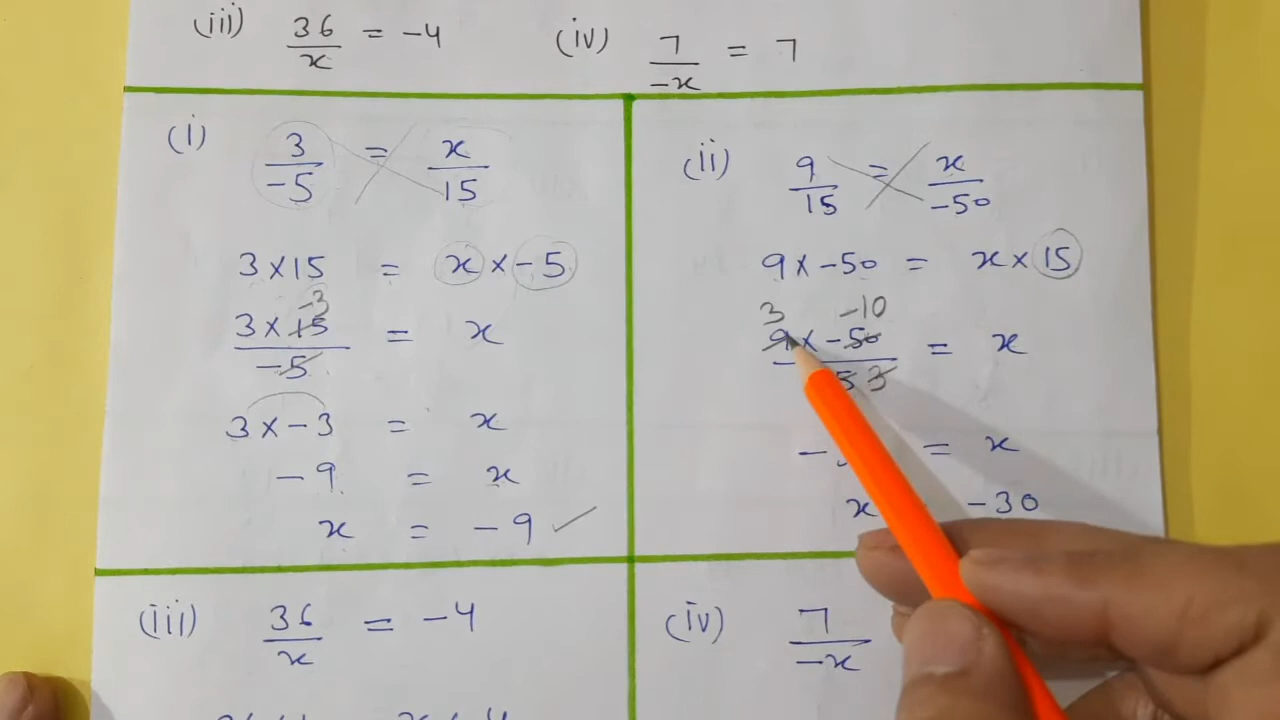 (iii) 36/x = -4 (iv) 7/-x = 7
(i) 3/-5 = x/15
3 x 15 = x x -5
-3
3 x 15/-5 = x
3 x -3 = x
-9 = x
x = -9 ✓
(ii) 9/15 = x/-50
9 x -50 = x x 15
3 -10
9 x -50/5 3 = x
- = x
x -30
(iii) 36/x = -4
(iv) 7/-x